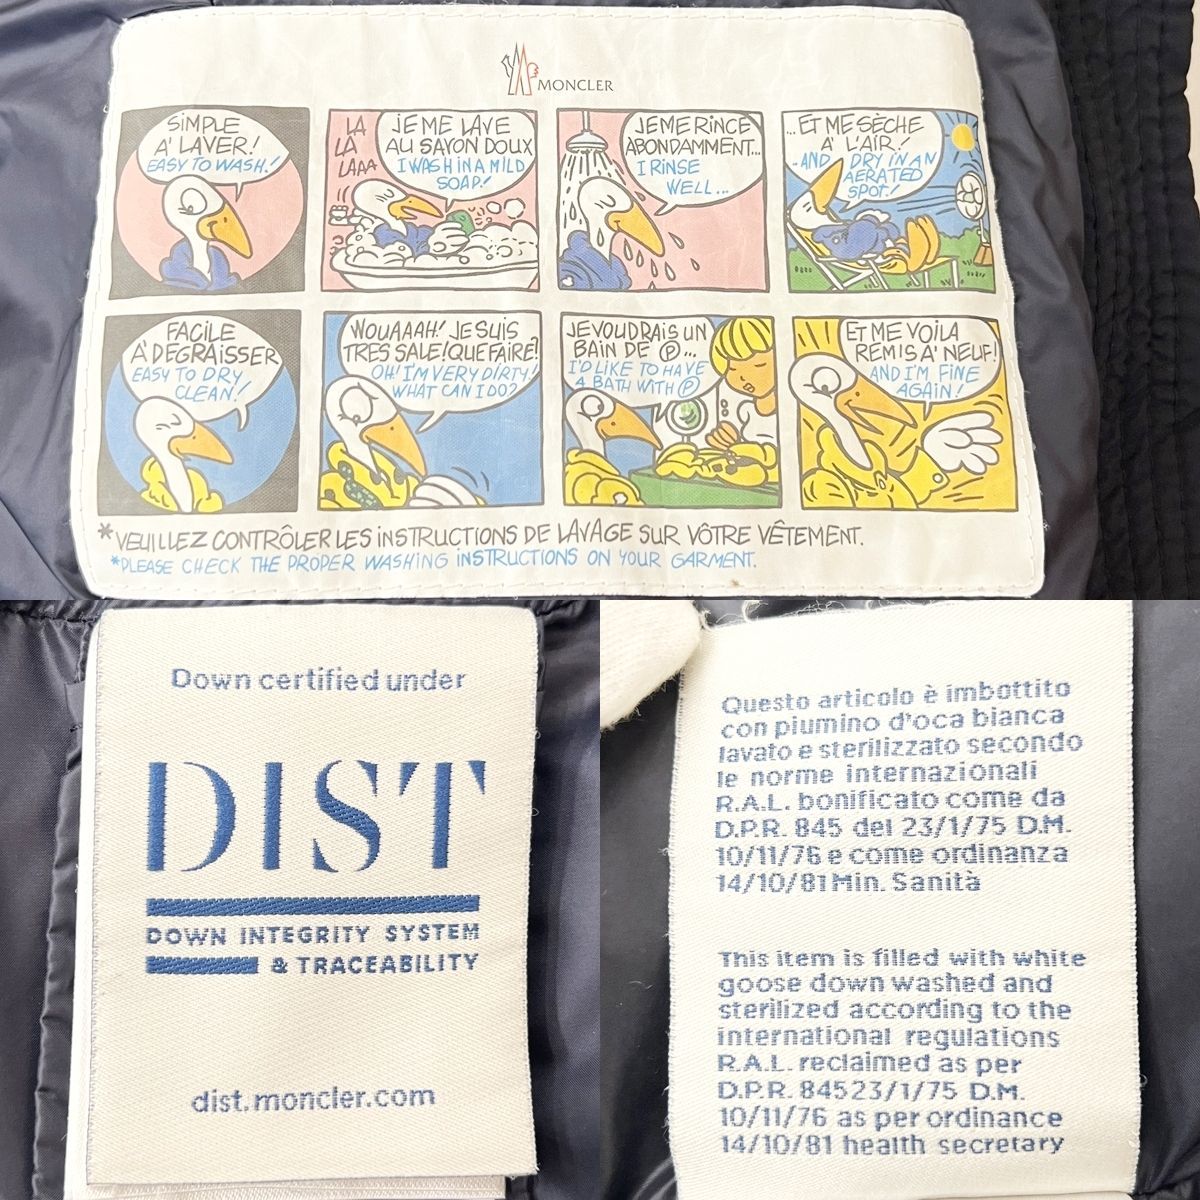 MONCLER
SIMPLE
A' LAVER!
EASY TO WASH!
LA
LA
LAAA
JE ME LAVE
AU SAVON DOUX
I WASH IN A MILD
SOAP!
JE ME RINCE
ABONDAMMENT...
I RINSE
WELL...
...ET ME SÈCHE
A' L'AIR!
..AND DRY IN AN
AERATED
SPOT!
FACILE
A' DEGRAISSER
EASY TO DRY
CLEAN!
WOUAAAH! JE SUIS
TRES SALE! QUE FAIRE?
OH! I'M VERY DIRTY!
WHAT CAN I DO?
JE VOUDRAIS UN
BAIN DE Ⓟ...
I'D LIKE TO HAVE
A BATH WITH Ⓟ
ET ME VOILA
REMIS A' NEUF!
AND I'M FINE
AGAIN!
*VEUILLEZ CONTRÔLER LES INSTRUCTIONS DE LAVAGE SUR VÔTRE VÊTEMENT.
*PLEASE CHECK THE PROPER WASHING INSTRUCTIONS ON YOUR GARMENT.
Down certified under
DIST
DOWN INTEGRITY SYSTEM
& TRACEABILITY
dist.moncler.com
Questo articolo è imbottito
con piumino d'oca bianca
lavato e sterilizzato secondo
le norme internazionali
R.A.L. bonificato come da
D.P.R. 845 del 23/1/75 D.M.
10/11/76 e come ordinanza
14/10/81 Min. Sanità
This item is filled with white
goose down washed and
sterilized according to the
international regulations
R.A.L. reclaimed as per
D.P.R. 84523/1/75 D.M.
10/11/76 as per ordinance
14/10/81 health secretary